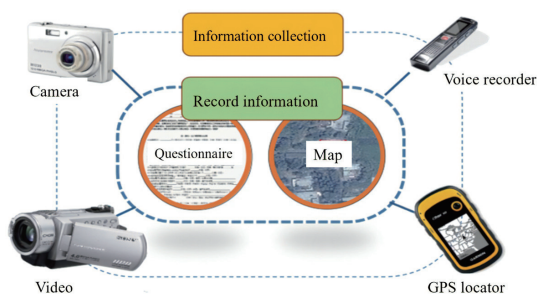 Information collection
Camera
Voice recorder
Record information
Questionnaire
Map
Video
GPS locator